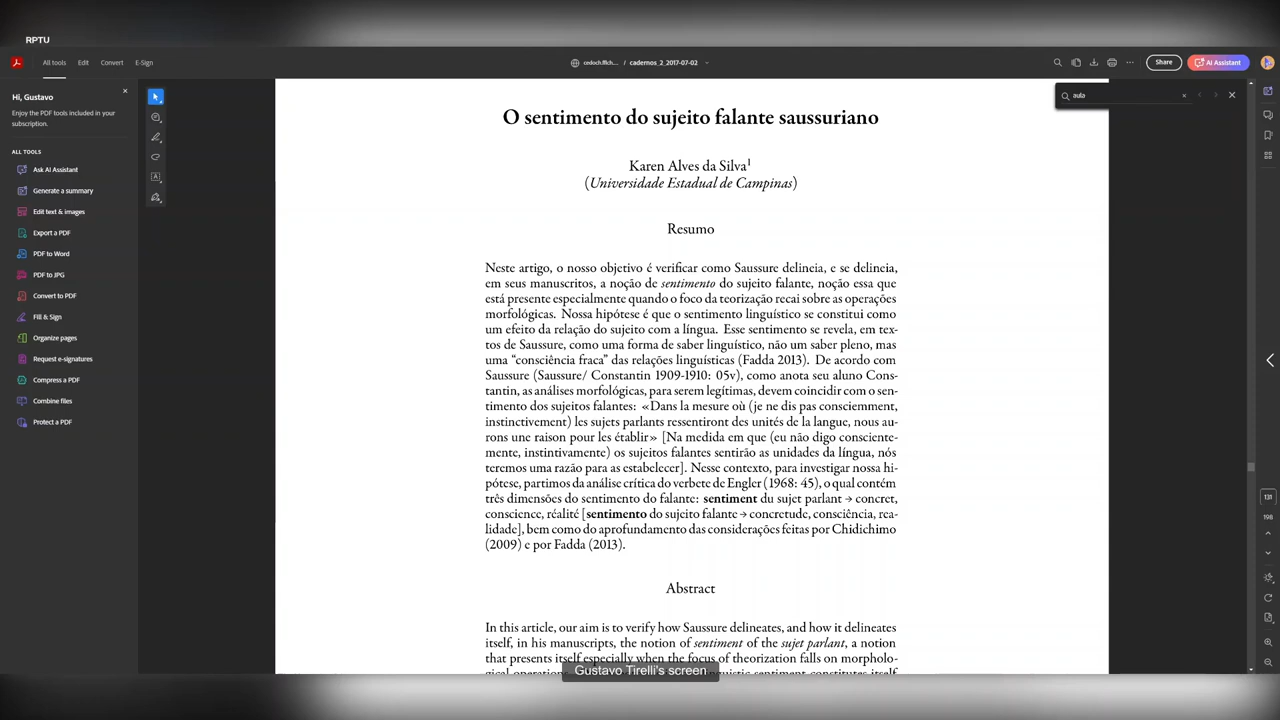 RPTU
All tools Edit Convert E-Sign
cedoch.fflch.... / cadernos_2_2017-07-02
Share
AI Assistant
Hi, Gustavo
Enjoy the PDF tools included in your
subscription.
ALL TOOLS
Ask AI Assistant
Generate a summary
Edit text & images
Export a PDF
PDF to Word
PDF to JPG
Convert to PDF
Fill & Sign
Organize pages
Request e-signatures
Compress a PDF
Combine files
Protect a PDF
aula
O sentimento do sujeito falante saussuriano
Karen Alves da Silva¹
(Universidade Estadual de Campinas)
Resumo
Neste artigo, o nosso objetivo é verificar como Saussure delineia, e se delineia,
em seus manuscritos, a noção de sentimento do sujeito falante, noção essa que
está presente especialmente quando o foco da teorização recai sobre as operações
morfológicas. Nossa hipótese é que o sentimento linguístico se constitui como
um efeito da relação do sujeito com a língua. Esse sentimento se revela, em tex-
tos de Saussure, como uma forma de saber linguístico, não um saber pleno, mas
uma “consciência fraca” das relações linguísticas (Fadda 2013). De acordo com
Saussure (Saussure/ Constantin 1909-1910: 05v), como anota seu aluno Cons-
tantin, as análises morfológicas, para serem legítimas, devem coincidir com o sen-
timento dos sujeitos falantes: «Dans la mesure où (je ne dis pas consciemment,
instinctivement) les sujets parlants ressentiront des unités de la langue, nous au-
rons une raison pour les établir» [Na medida em que (eu não digo consciente-
mente, instintivamente) os sujeitos falantes sentirão as unidades da língua, nós
teremos uma razão para as estabelecer]. Nesse contexto, para investigar nossa hi-
pótese, partimos da análise crítica do verbete de Engler (1968: 45), o qual contém
três dimensões do sentimento do falante: sentiment du sujet parlant → concret,
conscience, réalité [sentimento do sujeito falante → concretude, consciência, rea-
lidade], bem como do aprofundamento das considerações feitas por Chidichimo
(2009) e por Fadda (2013).
Abstract
In this article, our aim is to verify how Saussure delineates, and how it delineates
itself, in his manuscripts, the notion of sentiment of the sujet parlant, a notion
that presents itself especially when the focus of theorization falls on morpholo-
Gustavo Tirelli's screen
131
198